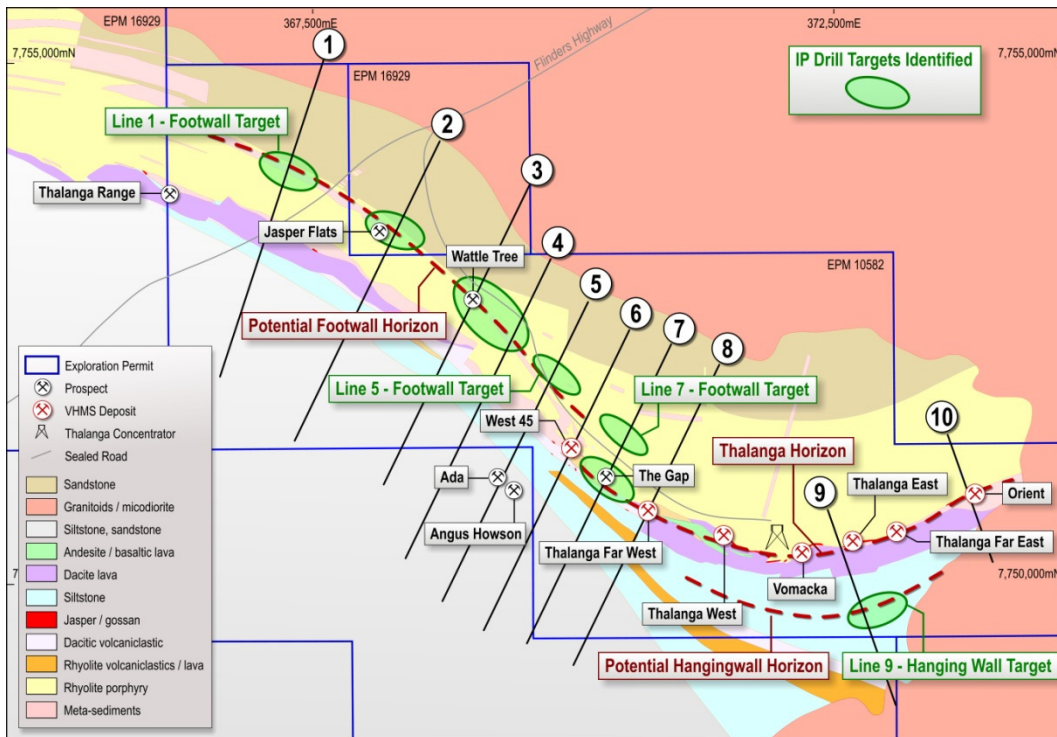 EPM 16929
367,500mE
372,500mE
7,755,000mN
7,755,000mN
Flinders Highway
EPM 16929
IP Drill Targets Identified
1
2
3
4
5
6
7
8
9
10
Line 1 - Footwall Target
Thalanga Range
Jasper Flats
Wattle Tree
EPM 10582
Potential Footwall Horizon
Line 5 - Footwall Target
Line 7 - Footwall Target
West 45
Thalanga Horizon
Ada
The Gap
Thalanga East
Orient
Angus Howson
Thalanga Far West
Thalanga Far East
Vomacka
7,750,000mN
Thalanga West
Potential Hangingwall Horizon
Line 9 - Hanging Wall Target
Exploration Permit
Prospect
VHMS Deposit
Thalanga Concentrator
Sealed Road
Sandstone
Granitoids / micodiorite
Siltstone, sandstone
Andesite / basaltic lava
Dacite lava
Siltstone
7
Jasper / gossan
Dacitic volcaniclastic
Rhyolite volcaniclastics / lava
Rhyolite porphyry
Meta-sediments